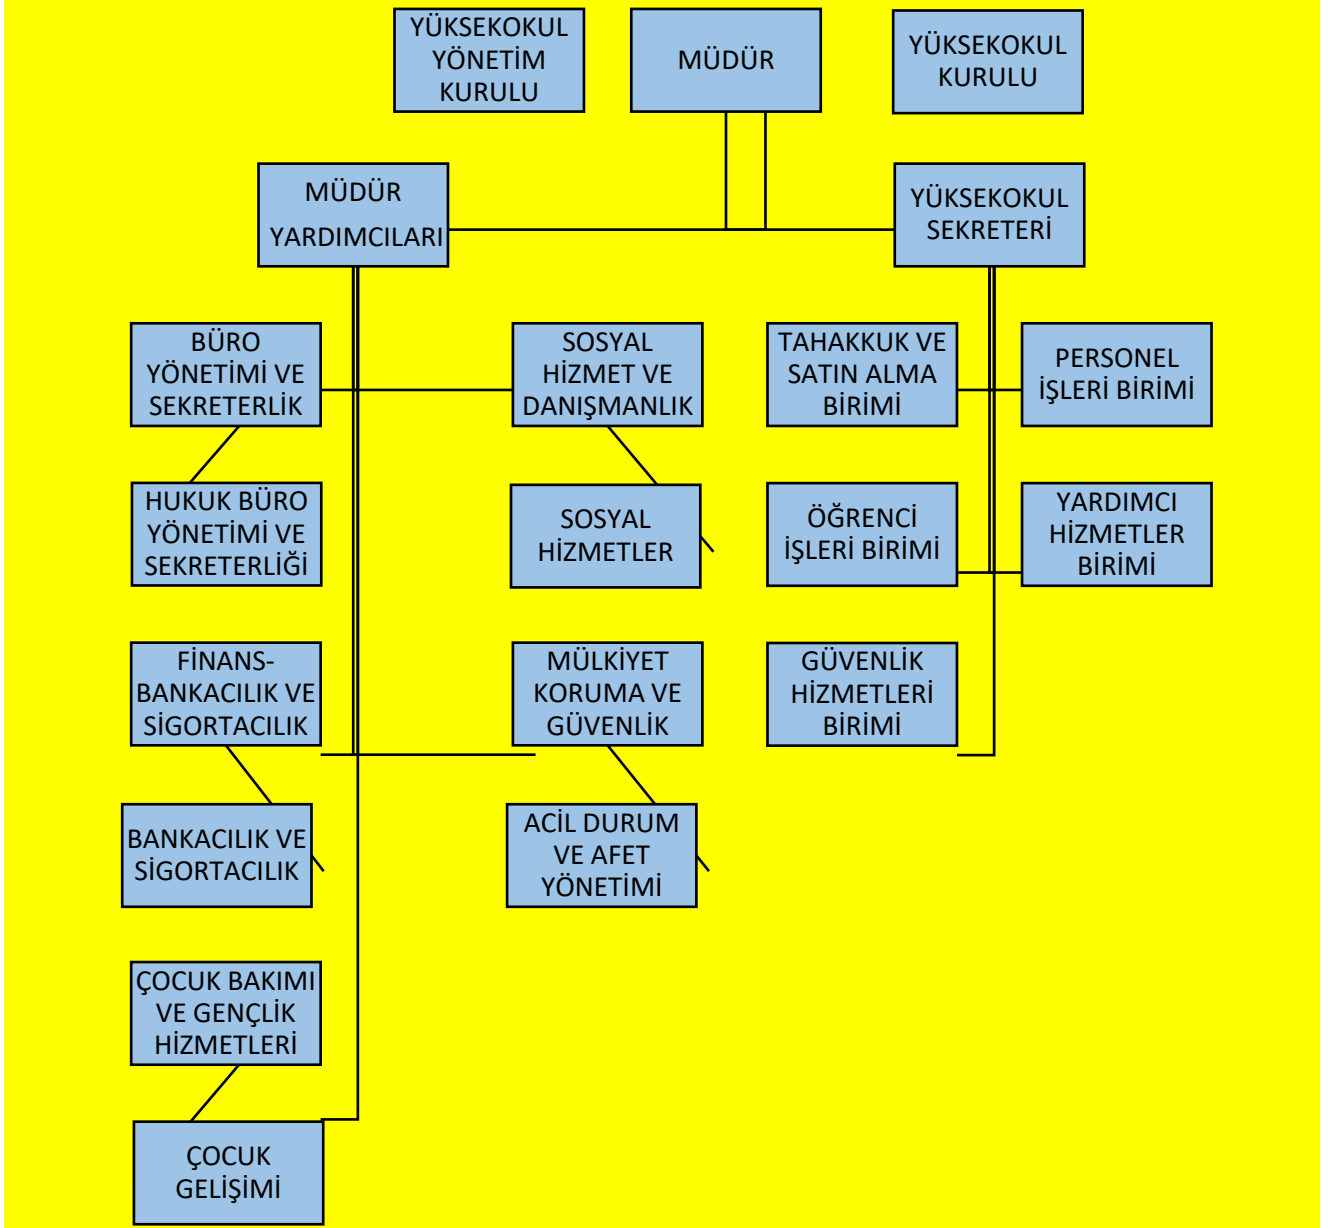 YÜKSEKOKUL
YÖNETİM
KURULU
MÜDÜR
YÜKSEKOKUL
KURULU
MÜDÜR
YARDIMCILARI
YÜKSEKOKUL
SEKRETERİ
BÜRO
YÖNETİMİ VE
SEKRETERLİK
SOSYAL
HİZMET VE
DANIŞMANLIK
TAHAKKUK VE
SATIN ALMA
BİRİMİ
PERSONEL
İŞLERİ BİRİMİ
HUKUK BÜRO
YÖNETİMİ VE
SEKRETERLİĞİ
SOSYAL
HİZMETLER
ÖĞRENCİ
İŞLERİ BİRİMİ
YARDIMCI
HİZMETLER
BİRİMİ
FİNANS-
BANKACILIK VE
SİGORTACILIK
MÜLKİYET
KORUMA VE
GÜVENLİK
GÜVENLİK
HİZMETLERİ
BİRİMİ
BANKACILIK VE
SİGORTACILIK
ACİL DURUM
VE AFET
YÖNETİMİ
ÇOCUK BAKIMI
VE GENÇLİK
HİZMETLERİ
ÇOCUK
GELİŞİMİ